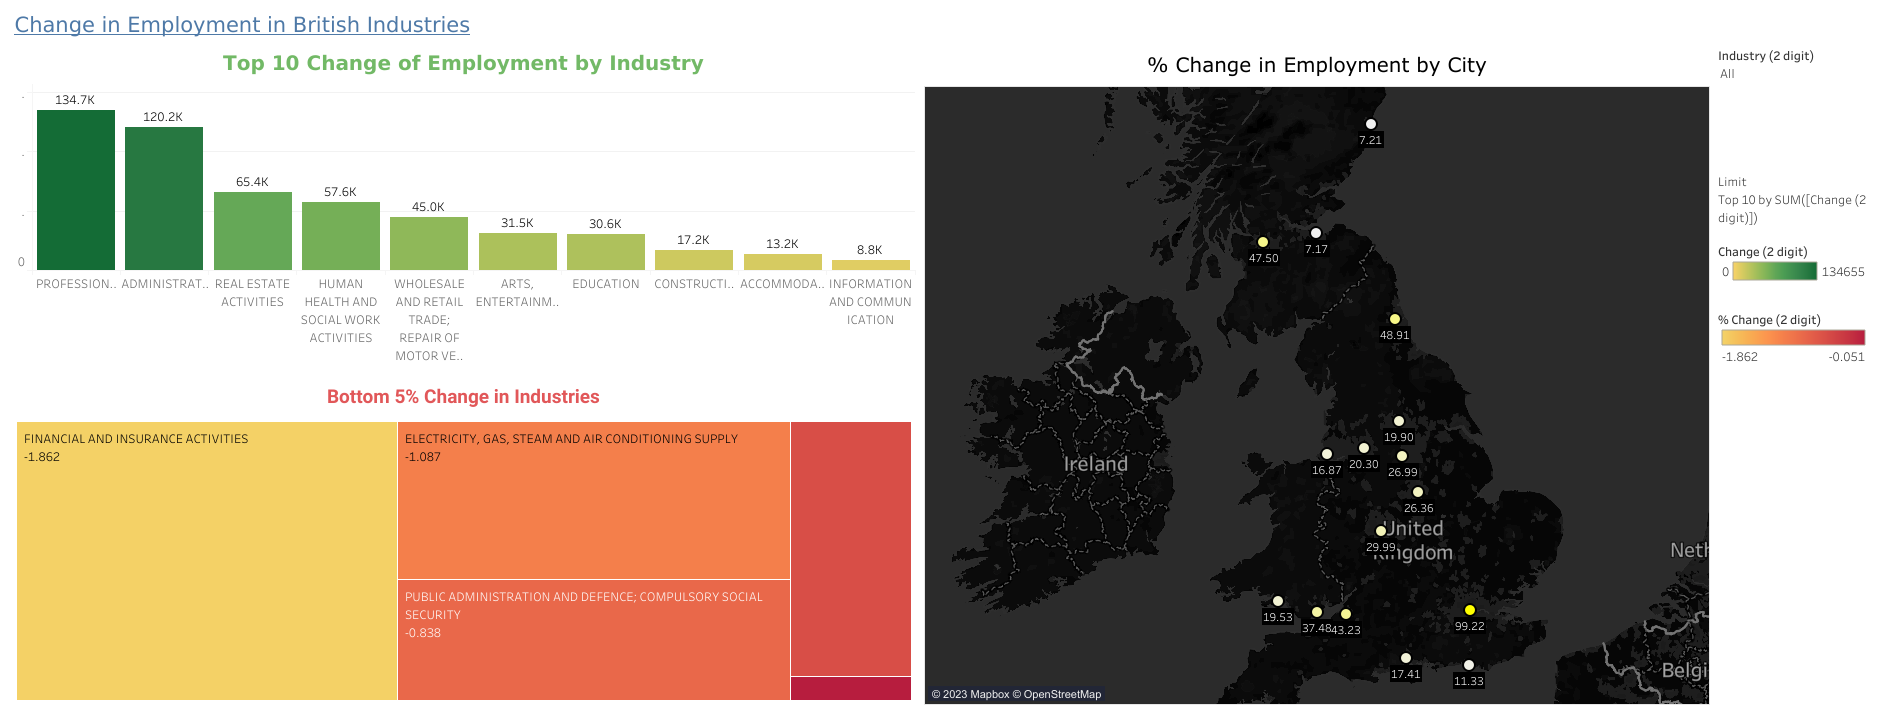 Change in Employment in British Industries
Top 10 Change of Employment by Industry
134.7K
120.2K
65.4K
57.6K
45.0K
31.5K
30.6K
17.2K
13.2K
8.8K
0
PROFESSION..
ADMINISTRAT..
REAL ESTATE
ACTIVITIES
HUMAN
HEALTH AND
SOCIAL WORK
ACTIVITIES
WHOLESALE
AND RETAIL
TRADE;
REPAIR OF
MOTOR VE..
ARTS,
ENTERTAINM..
EDUCATION
CONSTRUCTI..
ACCOMMODA..
INFORMATION
AND COMMUN
ICATION
Bottom 5% Change in Industries
FINANCIAL AND INSURANCE ACTIVITIES
-1.862
ELECTRICITY, GAS, STEAM AND AIR CONDITIONING SUPPLY
-1.087
PUBLIC ADMINISTRATION AND DEFENCE; COMPULSORY SOCIAL
SECURITY
-0.838
% Change in Employment by City
7.21
7.17
47.50
48.91
19.90
16.87
20.30
26.99
26.36
29.99
19.53
37.48
43.23
99.22
17.41
11.33
Ireland
United
Kingdom
Neth
Belgi
© 2023 Mapbox © OpenStreetMap
Industry (2 digit)
All
Limit
Top 10 by SUM([Change (2
digit)])
Change (2 digit)
0
134655
% Change (2 digit)
-1.862
-0.051